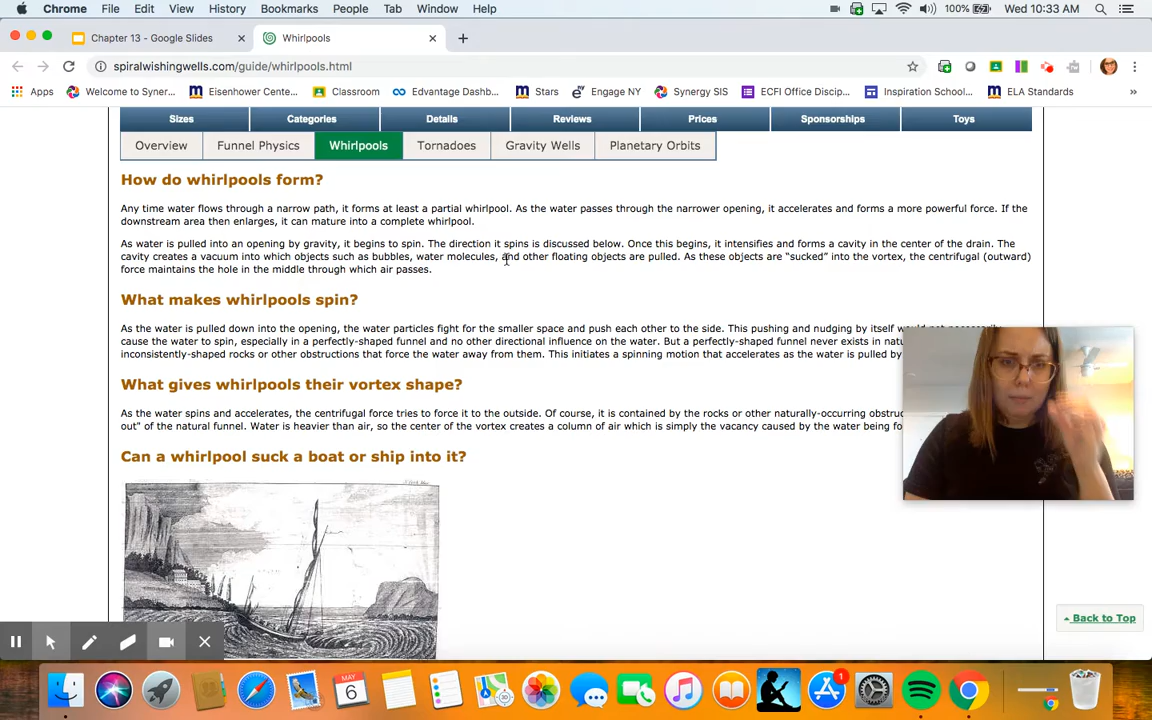 Chrome File Edit View History Bookmarks People Tab Window Help 100% Wed 10:33 AM
Chapter 13 - Google Slides Whirlpools
spiralwishingwells.com/guide/whirlpools.html
Apps Welcome to Syner... Eisenhower Cente... Classroom Edvantage Dashb... Stars Engage NY Synergy SIS ECFI Office Discip... Inspiration School... ELA Standards »
Sizes Categories Details Reviews Prices Sponsorships Toys
Overview Funnel Physics Whirlpools Tornadoes Gravity Wells Planetary Orbits
How do whirlpools form?
Any time water flows through a narrow path, it forms at least a partial whirlpool. As the water passes through the narrower opening, it accelerates and forms a more powerful force. If the
downstream area then enlarges, it can mature into a complete whirlpool.
As water is pulled into an opening by gravity, it begins to spin. The direction it spins is discussed below. Once this begins, it intensifies and forms a cavity in the center of the drain. The
cavity creates a vacuum into which objects such as bubbles, water molecules, and other floating objects are pulled. As these objects are “sucked” into the vortex, the centrifugal (outward)
force maintains the hole in the middle through which air passes.
What makes whirlpools spin?
As the water is pulled down into the opening, the water particles fight for the smaller space and push each other to the side. This pushing and nudging by itself would not necessarily
cause the water to spin, especially in a perfectly-shaped funnel and no other directional influence on the water. But a perfectly-shaped funnel never exists in
inconsistently-shaped rocks or other obstructions that force the water away from them. This initiates a spinning motion that accelerates as the water is pulled by
What gives whirlpools their vortex shape?
As the water spins and accelerates, the centrifugal force tries to force it to the outside. Of course, it is contained by the rocks or other naturally-occurring
out" of the natural funnel. Water is heavier than air, so the center of the vortex creates a column of air which is simply the vacancy caused by the water being
Can a whirlpool suck a boat or ship into it?
Back to Top
MAY
6
1